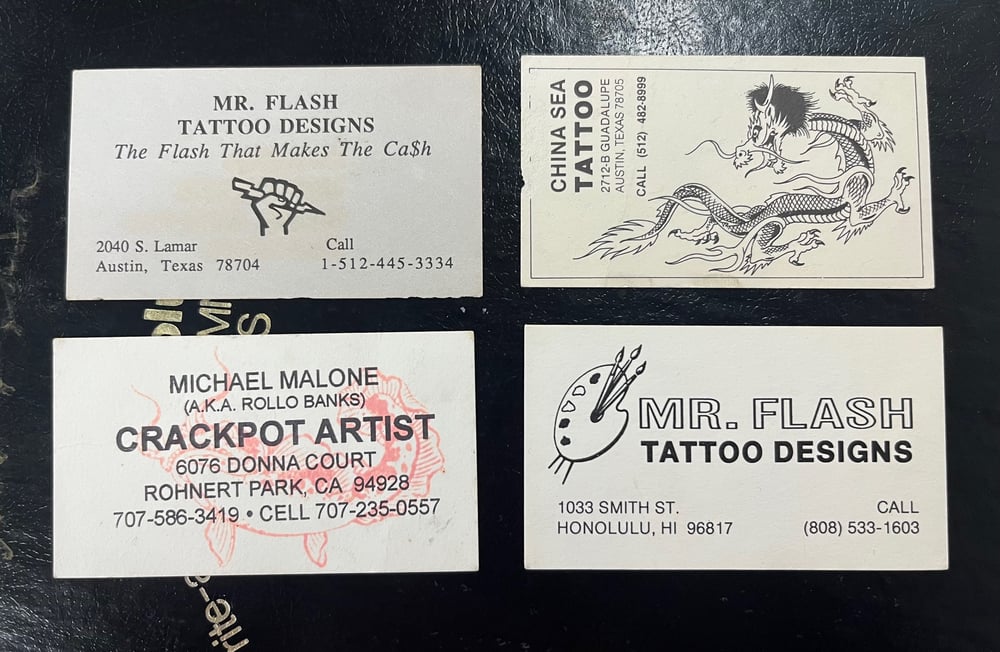 MR. FLASH
TATTOO DESIGNS
The Flash That Makes The Ca$h
2040 S. Lamar
Austin, Texas 78704
Call
1-512-445-3334
CHINA SEA
TATTOO
2712-B GUADALUPE
AUSTIN, TEXAS 78705
CALL (512) 482-8999
MICHAEL MALONE
(A.K.A. ROLLO BANKS)
CRACKPOT ARTIST
6076 DONNA COURT
ROHNERT PARK, CA 94928
707-586-3419 • CELL 707-235-0557
MR. FLASH
TATTOO DESIGNS
1033 SMITH ST.
HONOLULU, HI 96817
CALL
(808) 533-1603